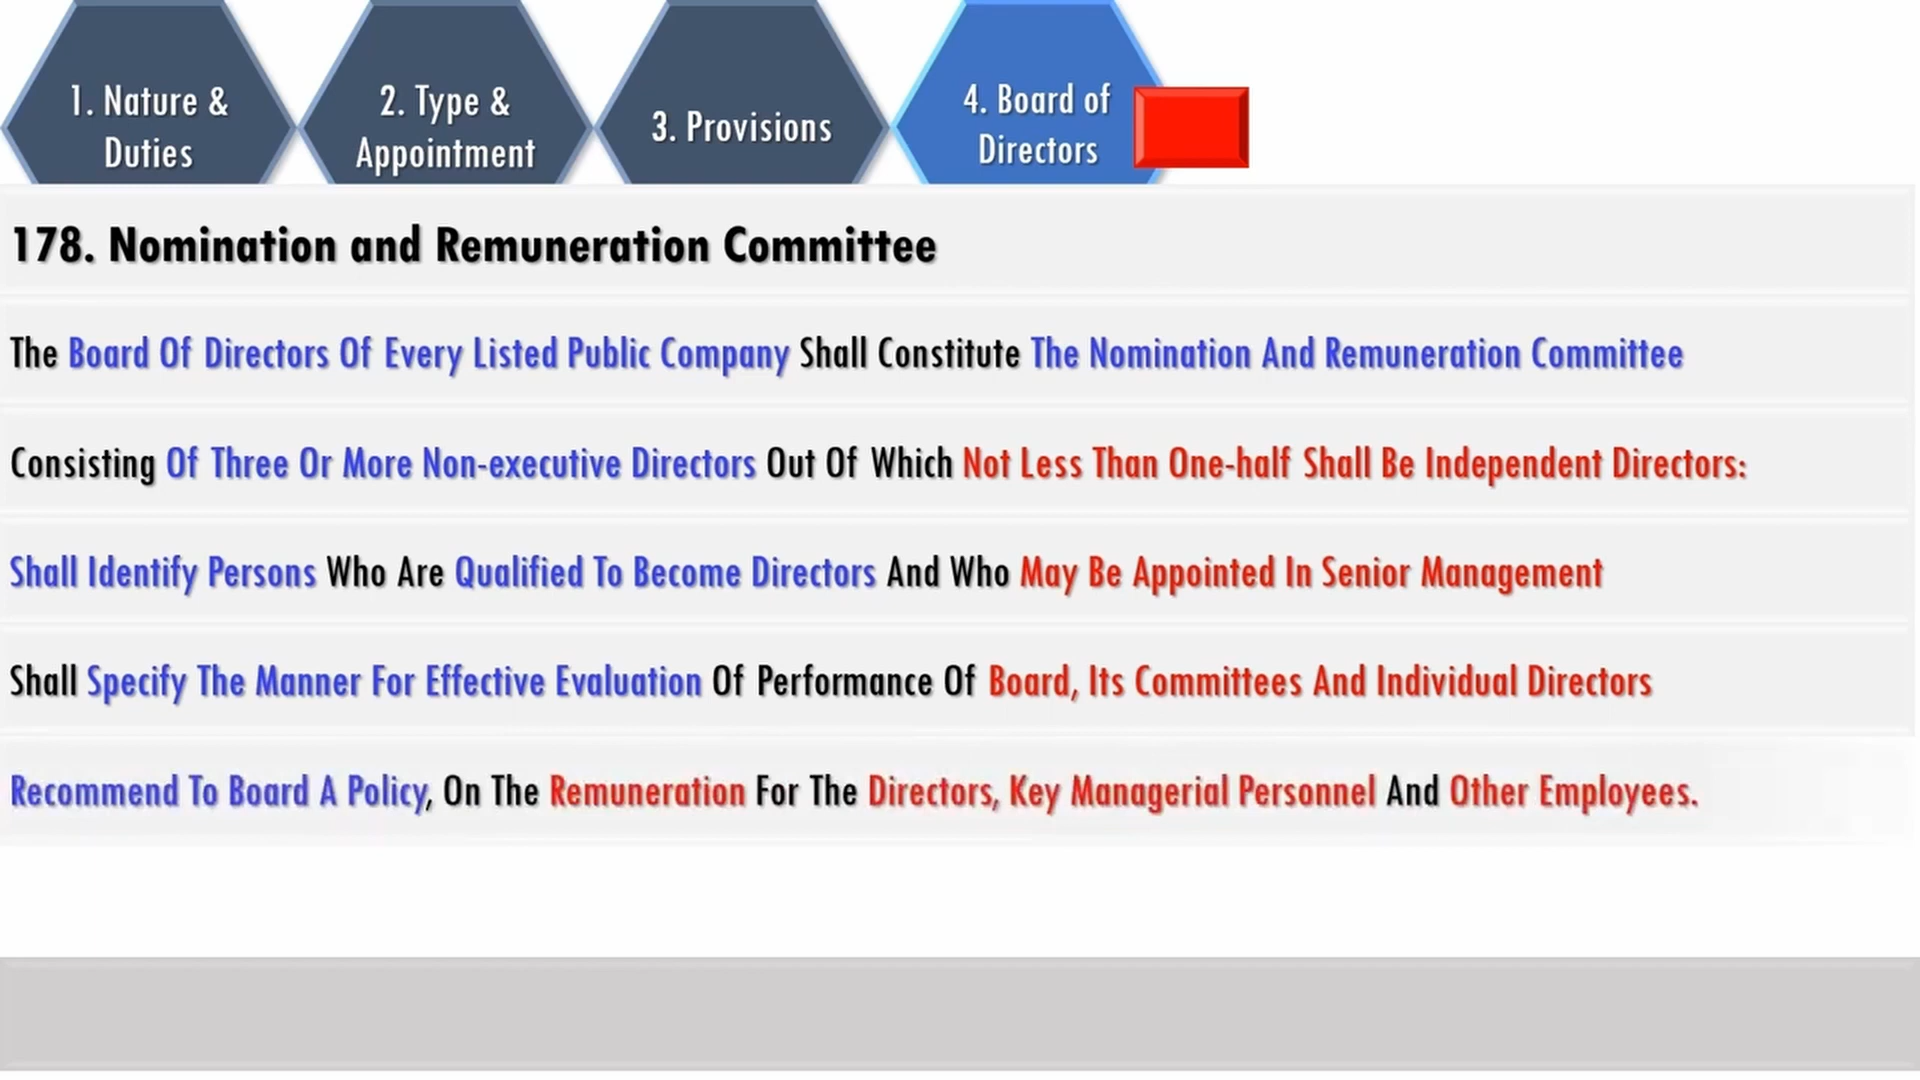 1. Nature &
Duties
2. Type &
Appointment
3. Provisions
4. Board of
Directors
178. Nomination and Remuneration Committee
The Board Of Directors Of Every Listed Public Company Shall Constitute The Nomination And Remuneration Committee
Consisting Of Three Or More Non-executive Directors Out Of Which Not Less Than One-half Shall Be Independent Directors:
Shall Identify Persons Who Are Qualified To Become Directors And Who May Be Appointed In Senior Management
Shall Specify The Manner For Effective Evaluation Of Performance Of Board, Its Committees And Individual Directors
Recommend To Board A Policy, On The Remuneration For The Directors, Key Managerial Personnel And Other Employees.